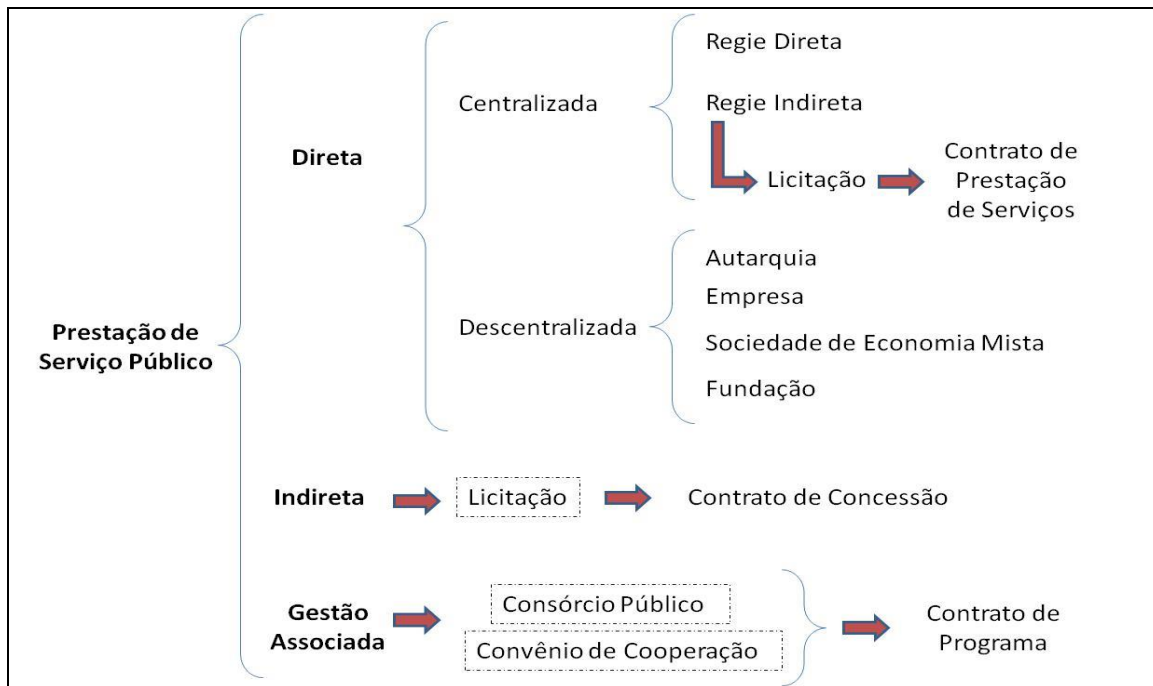 Prestação de
Serviço Público
Direta
Centralizada
Regie Direta
Regie Indireta
Licitação
Contrato de
Prestação
de Serviços
Descentralizada
Autarquia
Empresa
Sociedade de Economia Mista
Fundação
Indireta
Licitação
Contrato de Concessão
Gestão
Associada
Consórcio Público
Convênio de Cooperação
Contrato de
Programa